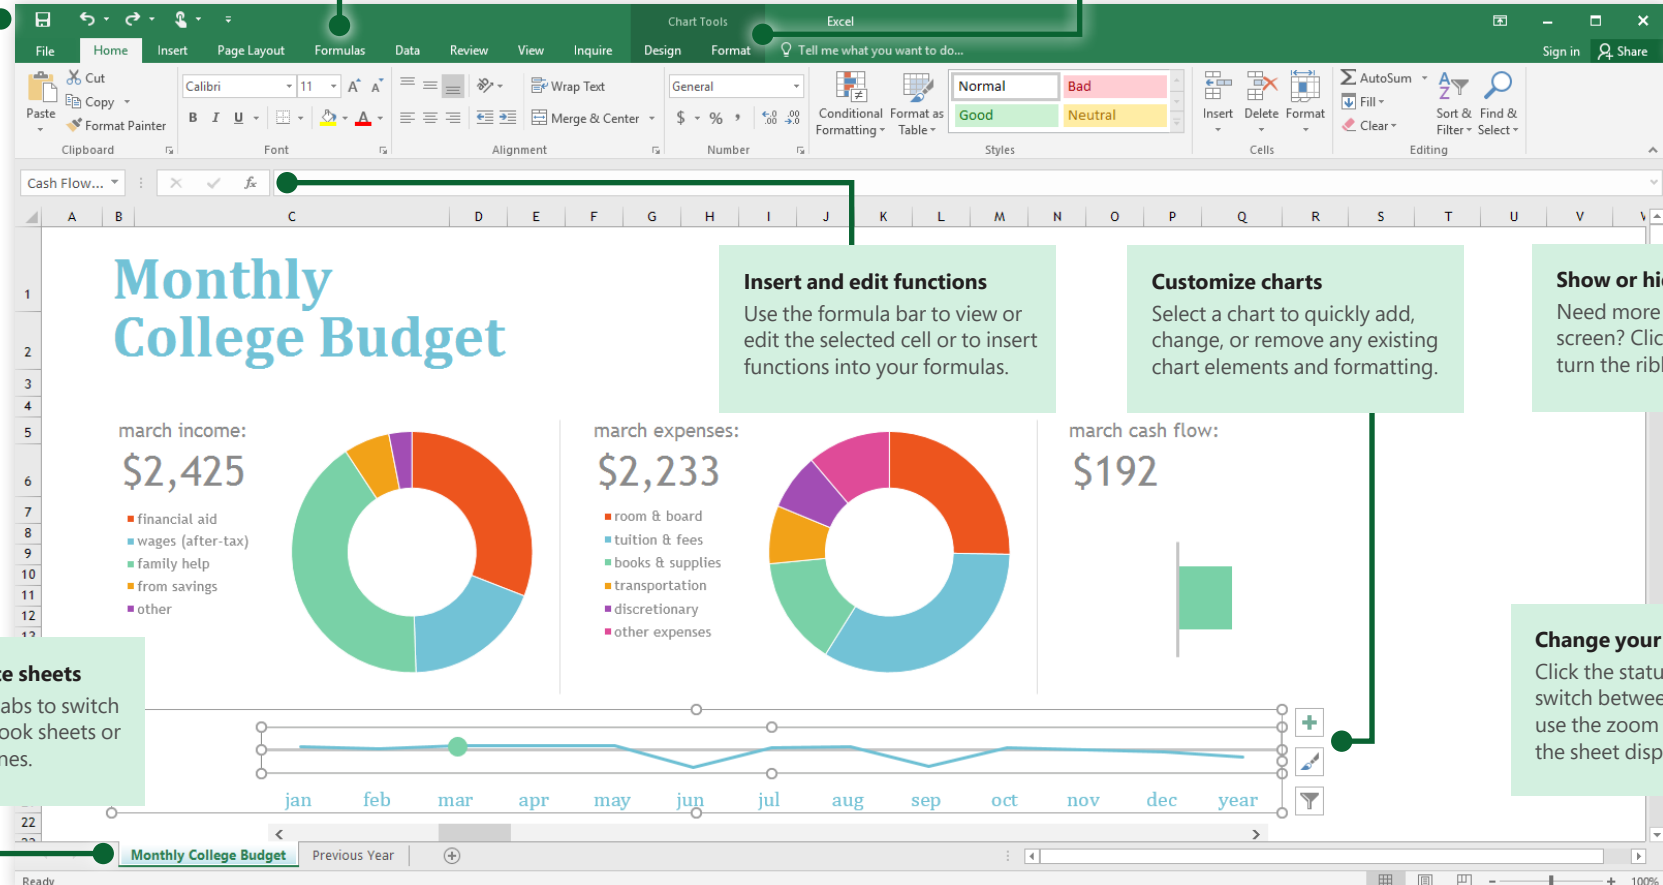 Chart Tools
Excel
File Home Insert Page Layout Formulas Data Review View Inquire Design Format Tell me what you want to do... Sign in Share
Paste
Cut
Copy
Format Painter
Clipboard
Calibri 11 A A
B I U A
Font
Wrap Text
Merge & Center
Alignment
General
$ % ,
Number
Conditional
Formatting
Format as
Table
Normal Bad
Good Neutral
Styles
Insert Delete Format
Cells
AutoSum
Fill
Clear
Sort &
Filter
Find &
Select
Editing
Cash Flow... fx
A B C D E F G H I J K L M N O P Q R S T U V
1
2
3
4
5
6
7
8
9
10
11
12
22
Monthly
College Budget
Insert and edit functions
Use the formula bar to view or
edit the selected cell or to insert
functions into your formulas.
Customize charts
Select a chart to quickly add,
change, or remove any existing
chart elements and formatting.
Show or hi
Need more
screen? Clic
turn the rib
march income:
$2,425
financial aid
wages (after-tax)
family help
from savings
other
march expenses:
$2,233
room & board
tuition & fees
books & supplies
transportation
discretionary
other expenses
march cash flow:
$192
te sheets
abs to switch
ook sheets or
nes.
Change your
Click the statu
switch betwee
use the zoom
the sheet disp
jan feb mar apr may jun jul aug sep oct nov dec year
Monthly College Budget Previous Year
Ready
100%